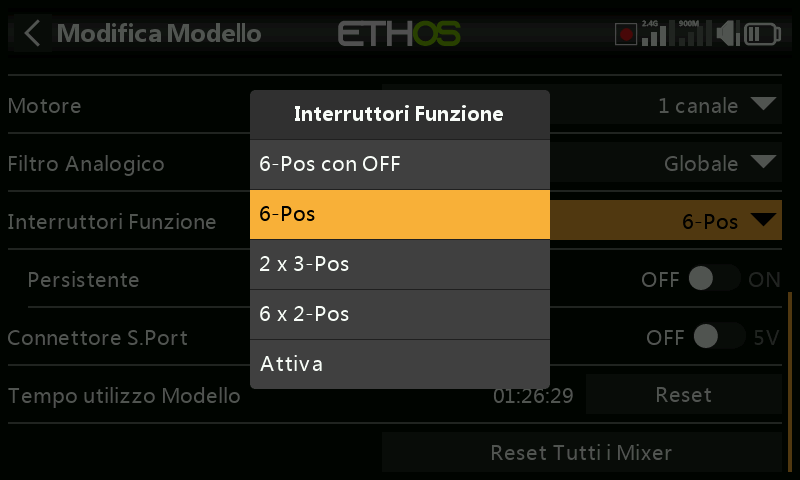 Modifica Modello
ETHOS
2.4G
900M
Motore
1 canale
Filtro Analogico
Globale
Interruttori Funzione
6-Pos
Persistente
OFF ON
Connettore S.Port
OFF 5V
Tempo utilizzo Modello
01:26:29
Reset
Reset Tutti i Mixer
Interruttori Funzione
6-Pos con OFF
6-Pos
2 x 3-Pos
6 x 2-Pos
Attiva